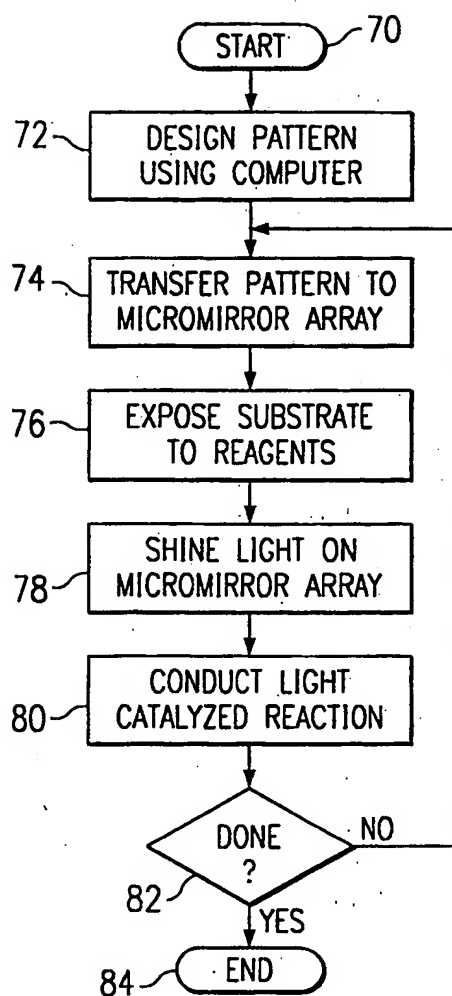 START
70
72
DESIGN PATTERN
USING COMPUTER
74
TRANSFER PATTERN TO
MICROMIRROR ARRAY
76
EXPOSE SUBSTRATE
TO REAGENTS
78
SHINE LIGHT ON
MICROMIRROR ARRAY
80
CONDUCT LIGHT
CATALYZED REACTION
DONE
?
NO
82
YES
84
END